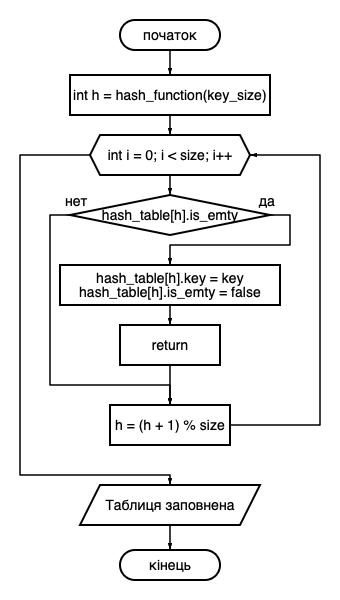 початок
int h = hash_function(key_size)
int i = 0; i < size; i++
нет
да
hash_table[h].is_emty
hash_table[h].key = key
hash_table[h].is_emty = false
return
h = (h + 1) % size
Таблиця заповнена
кінець